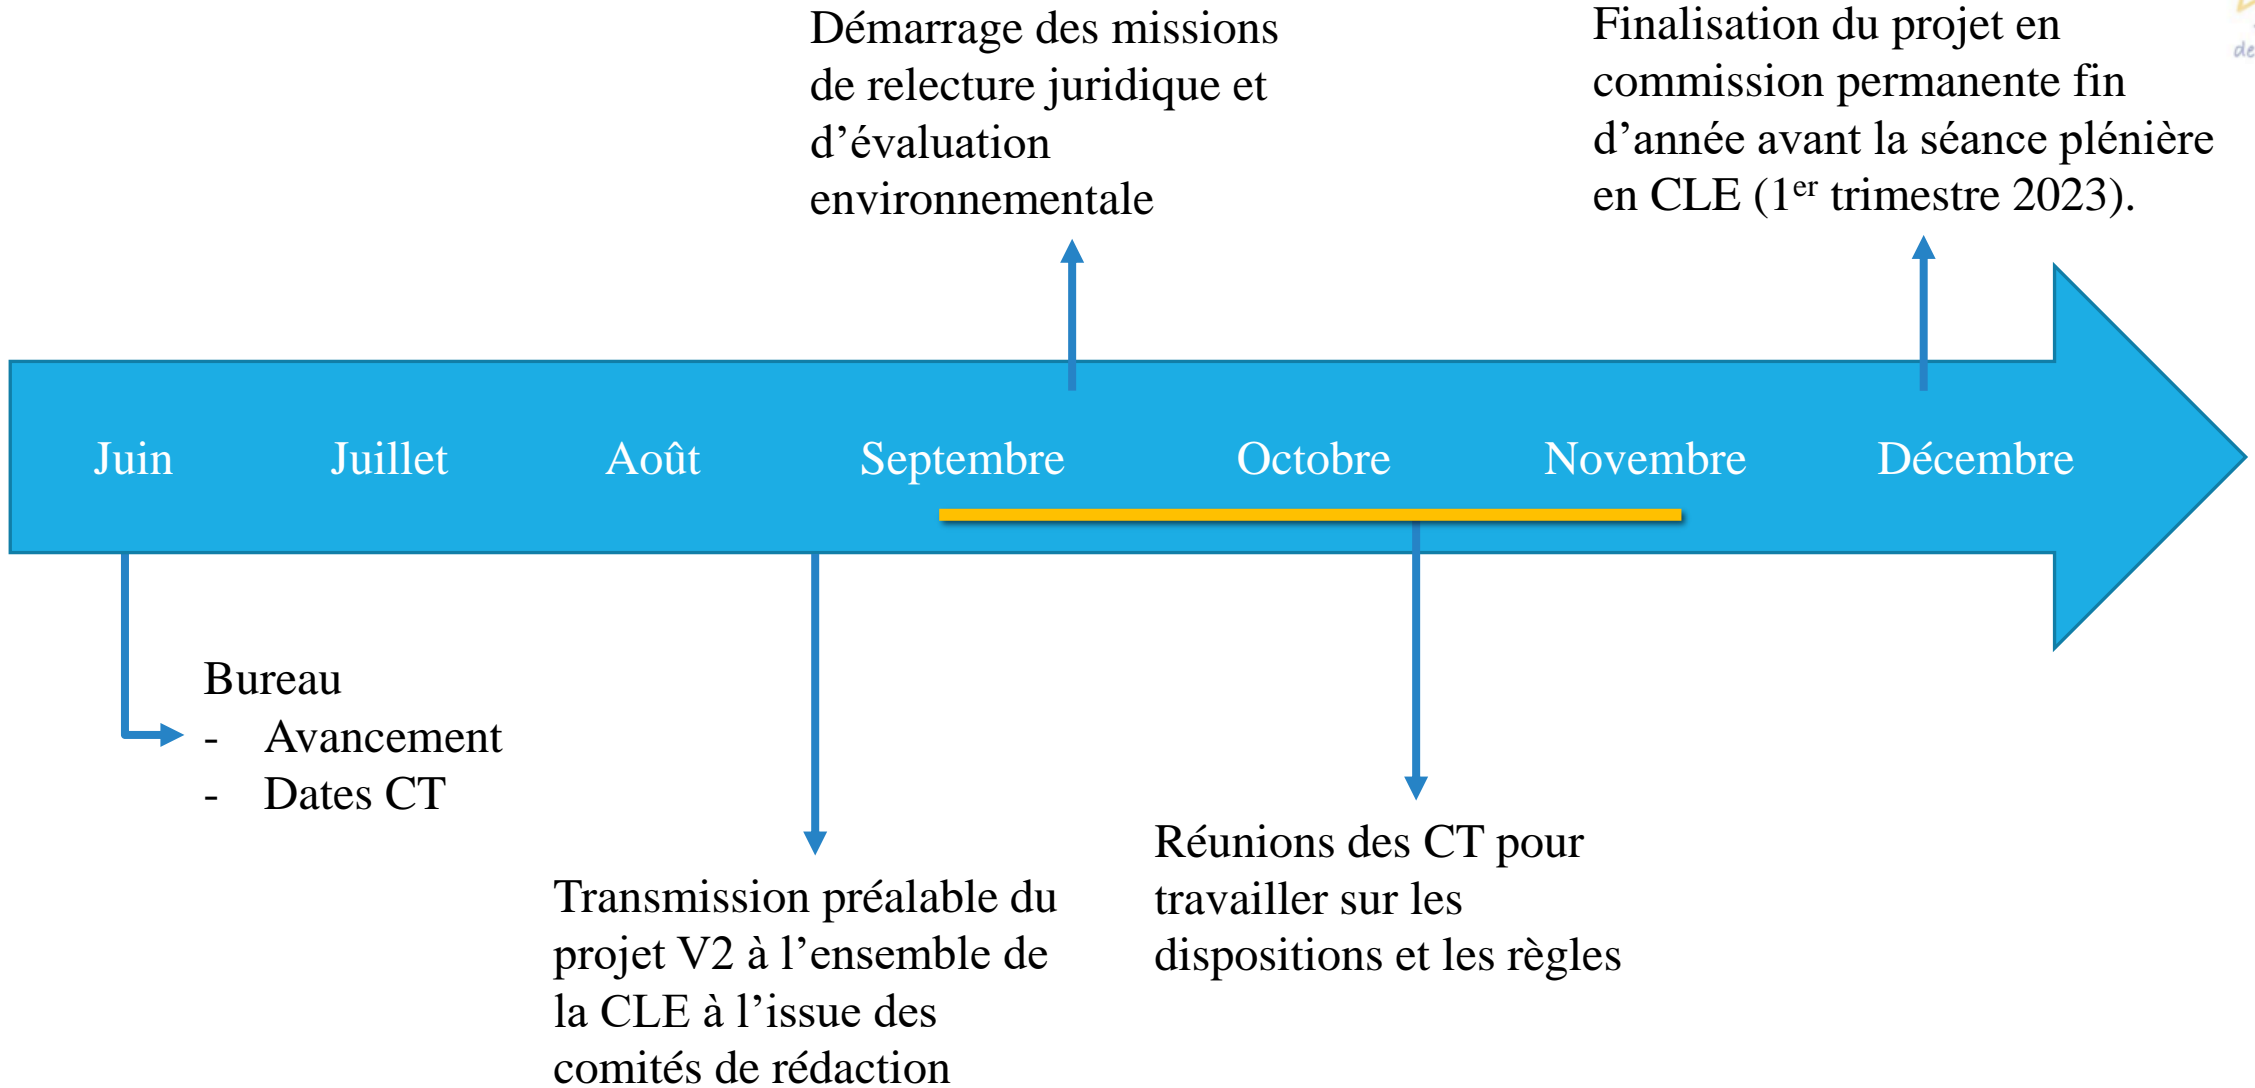 Démarrage des missions
de relecture juridique et
d’évaluation
environnementale
Finalisation du projet en
commission permanente fin
d’année avant la séance plénière
en CLE (1er trimestre 2023).
de
Juin Juillet Août Septembre Octobre Novembre Décembre
Bureau
- Avancement
- Dates CT
Transmission préalable du
projet V2 à l’ensemble de
la CLE à l’issue des
comités de rédaction
Réunions des CT pour
travailler sur les
dispositions et les règles